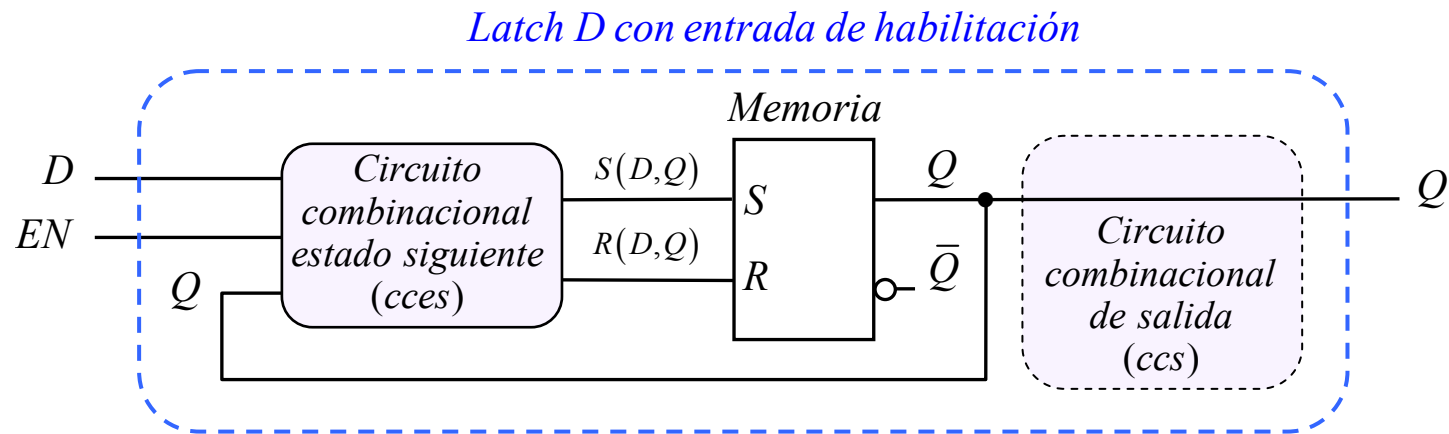 Latch D con entrada de habilitación
Memoria
D
EN
Q
Circuito
combinacional
estado siguiente
(cces)
S(D,Q)
R(D,Q)
S
R
Q
Q̄
Circuito
combinacional
de salida
(ccs)
Q